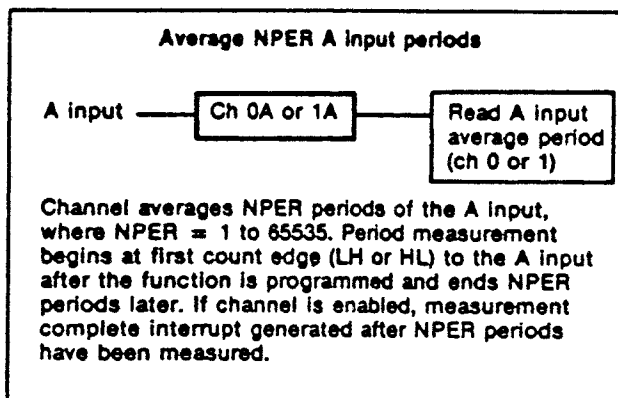 Average NPER A input periods
A input
Ch 0A or 1A
Read A input
average period
(ch 0 or 1)
Channel averages NPER periods of the A input,
where NPER = 1 to 65535. Period measurement
begins at first count edge (LH or HL) to the A input
after the function is programmed and ends NPER
periods later. If channel is enabled, measurement
complete interrupt generated after NPER periods
have been measured.